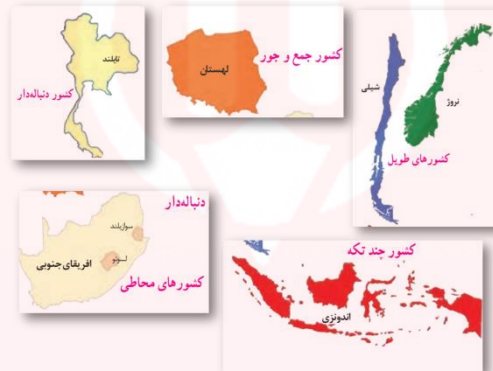 تایلند
کشور دنباله‌دار
کشور جمع و جور
لهستان
شیلی
نروژ
کشورهای طویل
دنباله‌دار
سوازیلند
لسوتو
افریقای جنوبی
کشورهای محاطی
کشور چند تکه
اندونزی